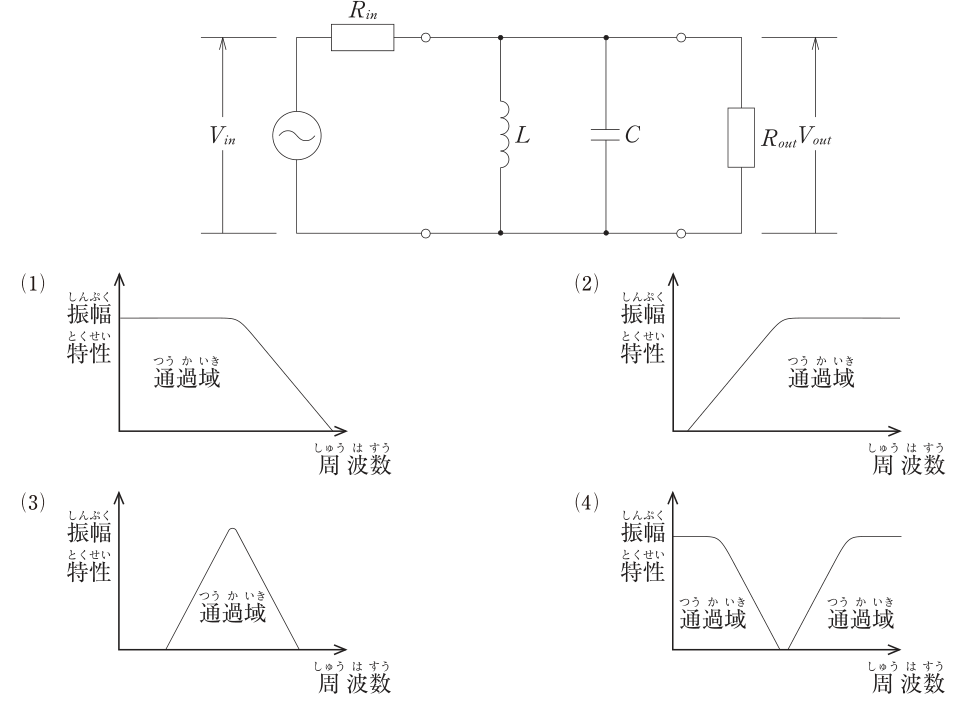 R_in
V_in
L
C
R_out V_out
(1)
しんぷく
振幅
とくせい
特性
つう か いき
通過域
しゅう は すう
周 波数
(2)
しんぷく
振幅
とくせい
特性
つう か いき
通過域
しゅう は すう
周 波数
(3)
しんぷく
振幅
とくせい
特性
つう か いき
通過域
しゅう は すう
周 波数
(4)
しんぷく
振幅
とくせい
特性
つう か いき つう か いき
通過域 通過域
しゅう は すう
周 波数